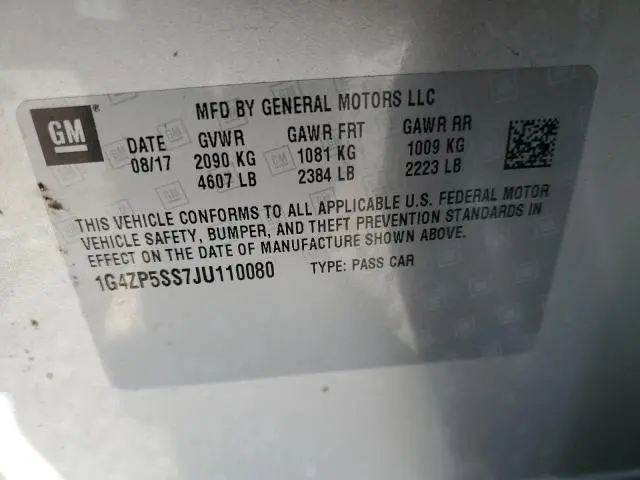 GM
MFD BY GENERAL MOTORS LLC
DATE GVWR GAWR FRT GAWR RR
08/17 2090 KG 1081 KG 1009 KG
4607 LB 2384 LB 2223 LB
THIS VEHICLE CONFORMS TO ALL APPLICABLE U.S. FEDERAL MOTOR
VEHICLE SAFETY, BUMPER, AND THEFT PREVENTION STANDARDS IN
EFFECT ON THE DATE OF MANUFACTURE SHOWN ABOVE.
1G4ZP5SS7JU110080 TYPE: PASS CAR